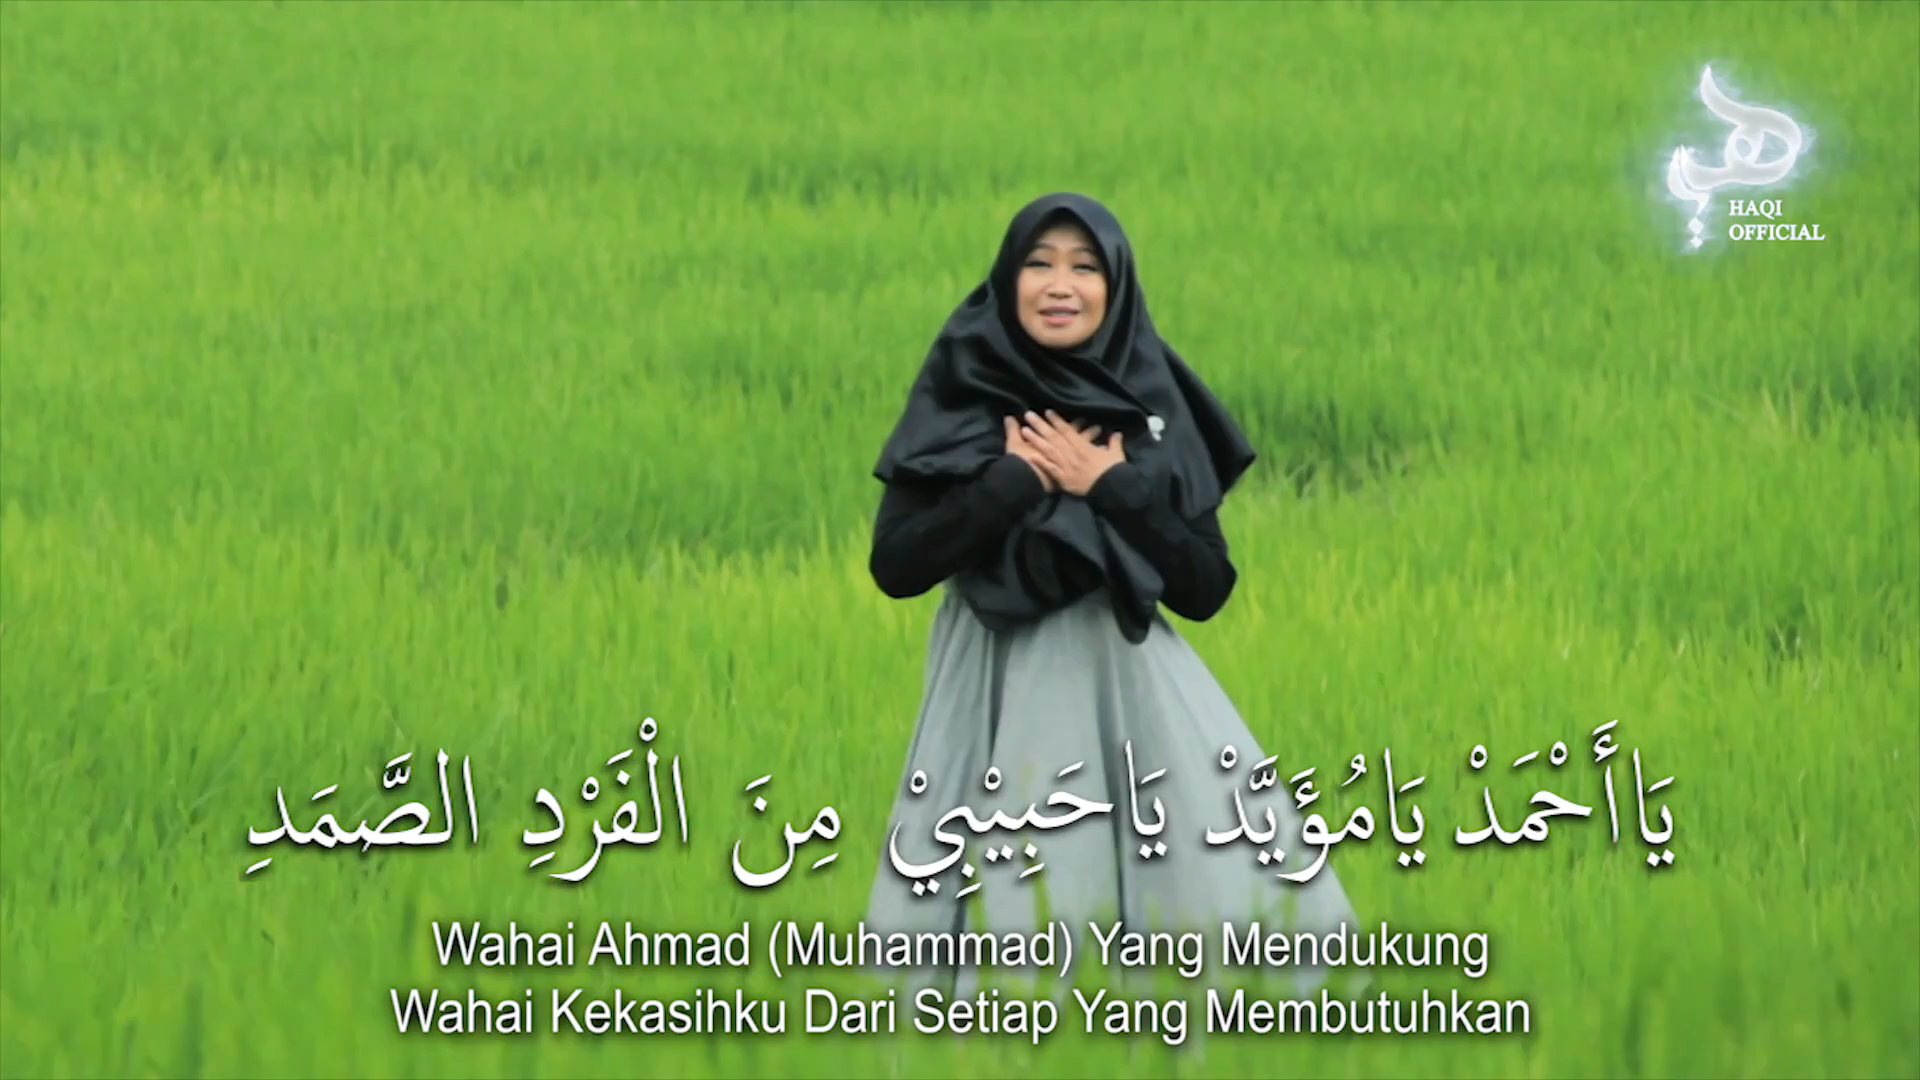 HAQI
OFFICIAL
يَاأَحْمَدْ يَامُؤَيَّدْ يَاحَبِيْبِيْ مِنَ الْفَرْدِ الصَّمَدِ
Wahai Ahmad (Muhammad) Yang Mendukung
Wahai Kekasihku Dari Setiap Yang Membutuhkan